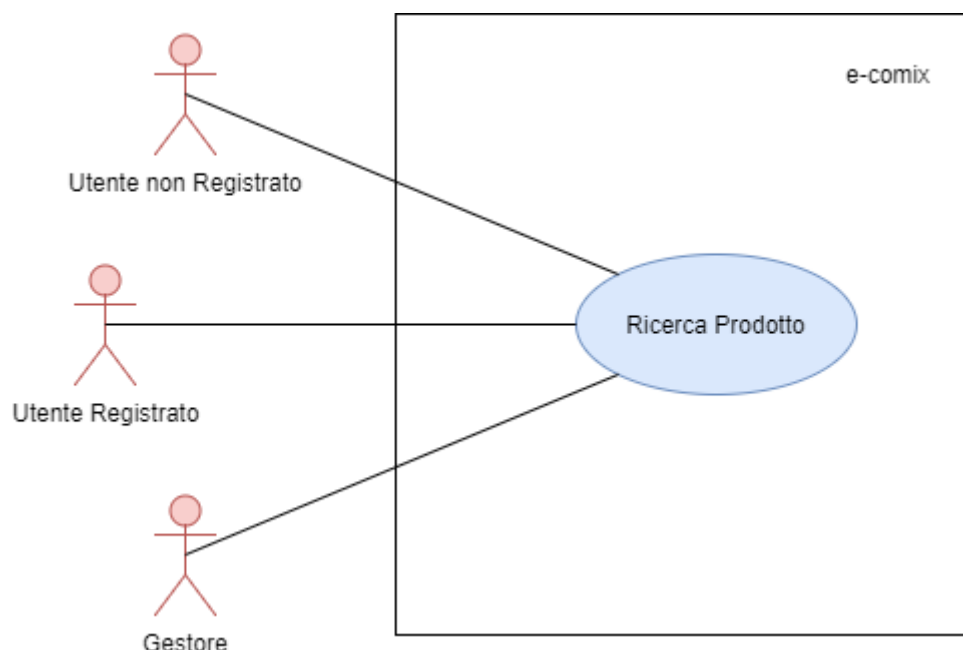 e-comix
Utente non Registrato
Ricerca Prodotto
Utente Registrato
Gestore